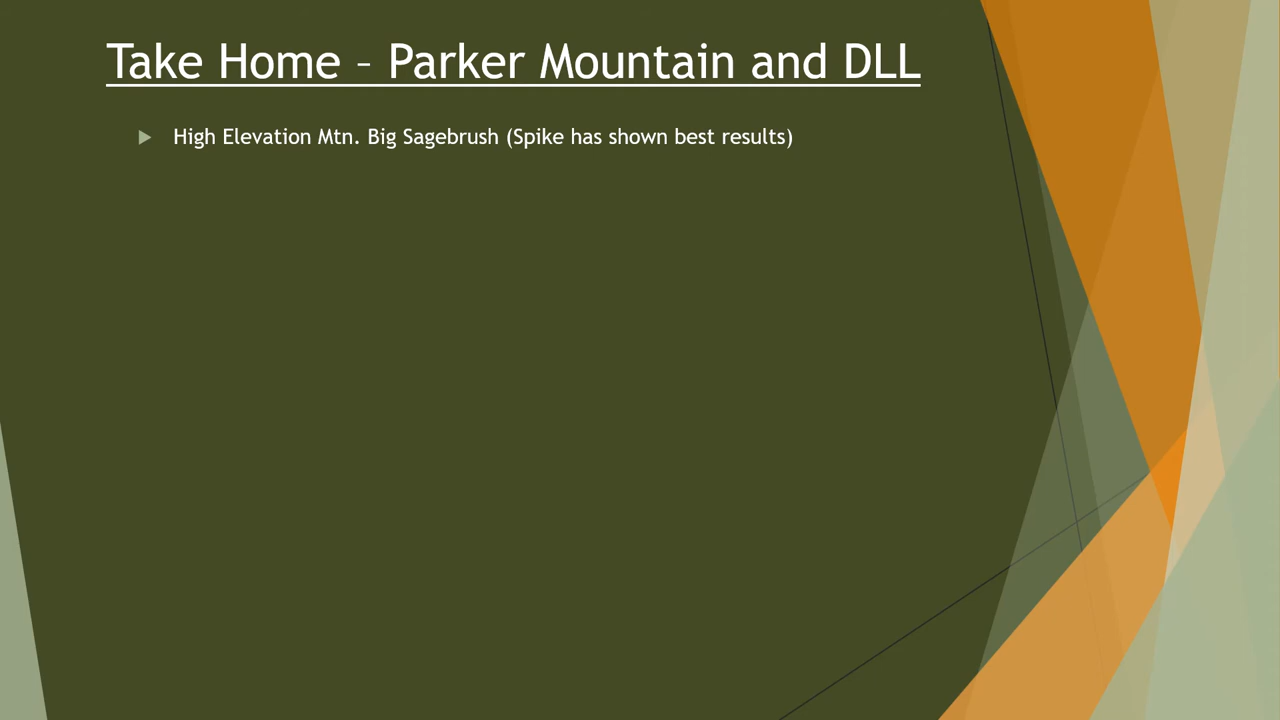 Take Home – Parker Mountain and DLL
High Elevation Mtn. Big Sagebrush (Spike has shown best results)